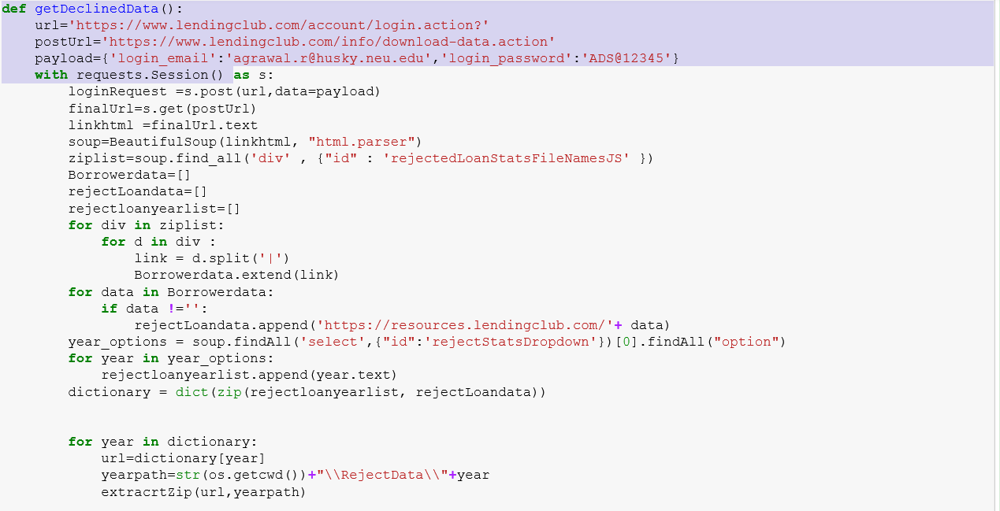 def getDeclinedData():
    url='https://www.lendingclub.com/account/login.action?'
    postUrl='https://www.lendingclub.com/info/download-data.action'
    payload={'login_email':'agrawal.r@husky.neu.edu','login_password':'ADS@12345'}
    with requests.Session() as s:
        loginRequest =s.post(url,data=payload)
        finalUrl=s.get(postUrl)
        linkhtml =finalUrl.text
        soup=BeautifulSoup(linkhtml, "html.parser")
        ziplist=soup.find_all('div' , {"id" : 'rejectedLoanStatsFileNamesJS' })
        Borrowerdata=[]
        rejectLoandata=[]
        rejectloanyearlist=[]
        for div in ziplist:
            for d in div :
                link = d.split('|')
                Borrowerdata.extend(link)
        for data in Borrowerdata:
            if data !='':
                rejectLoandata.append('https://resources.lendingclub.com/'+ data)
        year_options = soup.findAll('select',{"id":'rejectStatsDropdown'})[0].findAll("option")
        for year in year_options:
            rejectloanyearlist.append(year.text)
        dictionary = dict(zip(rejectloanyearlist, rejectLoandata))
        for year in dictionary:
            url=dictionary[year]
            yearpath=str(os.getcwd())+"\\RejectData\\"+year
            extracrtZip(url,yearpath)